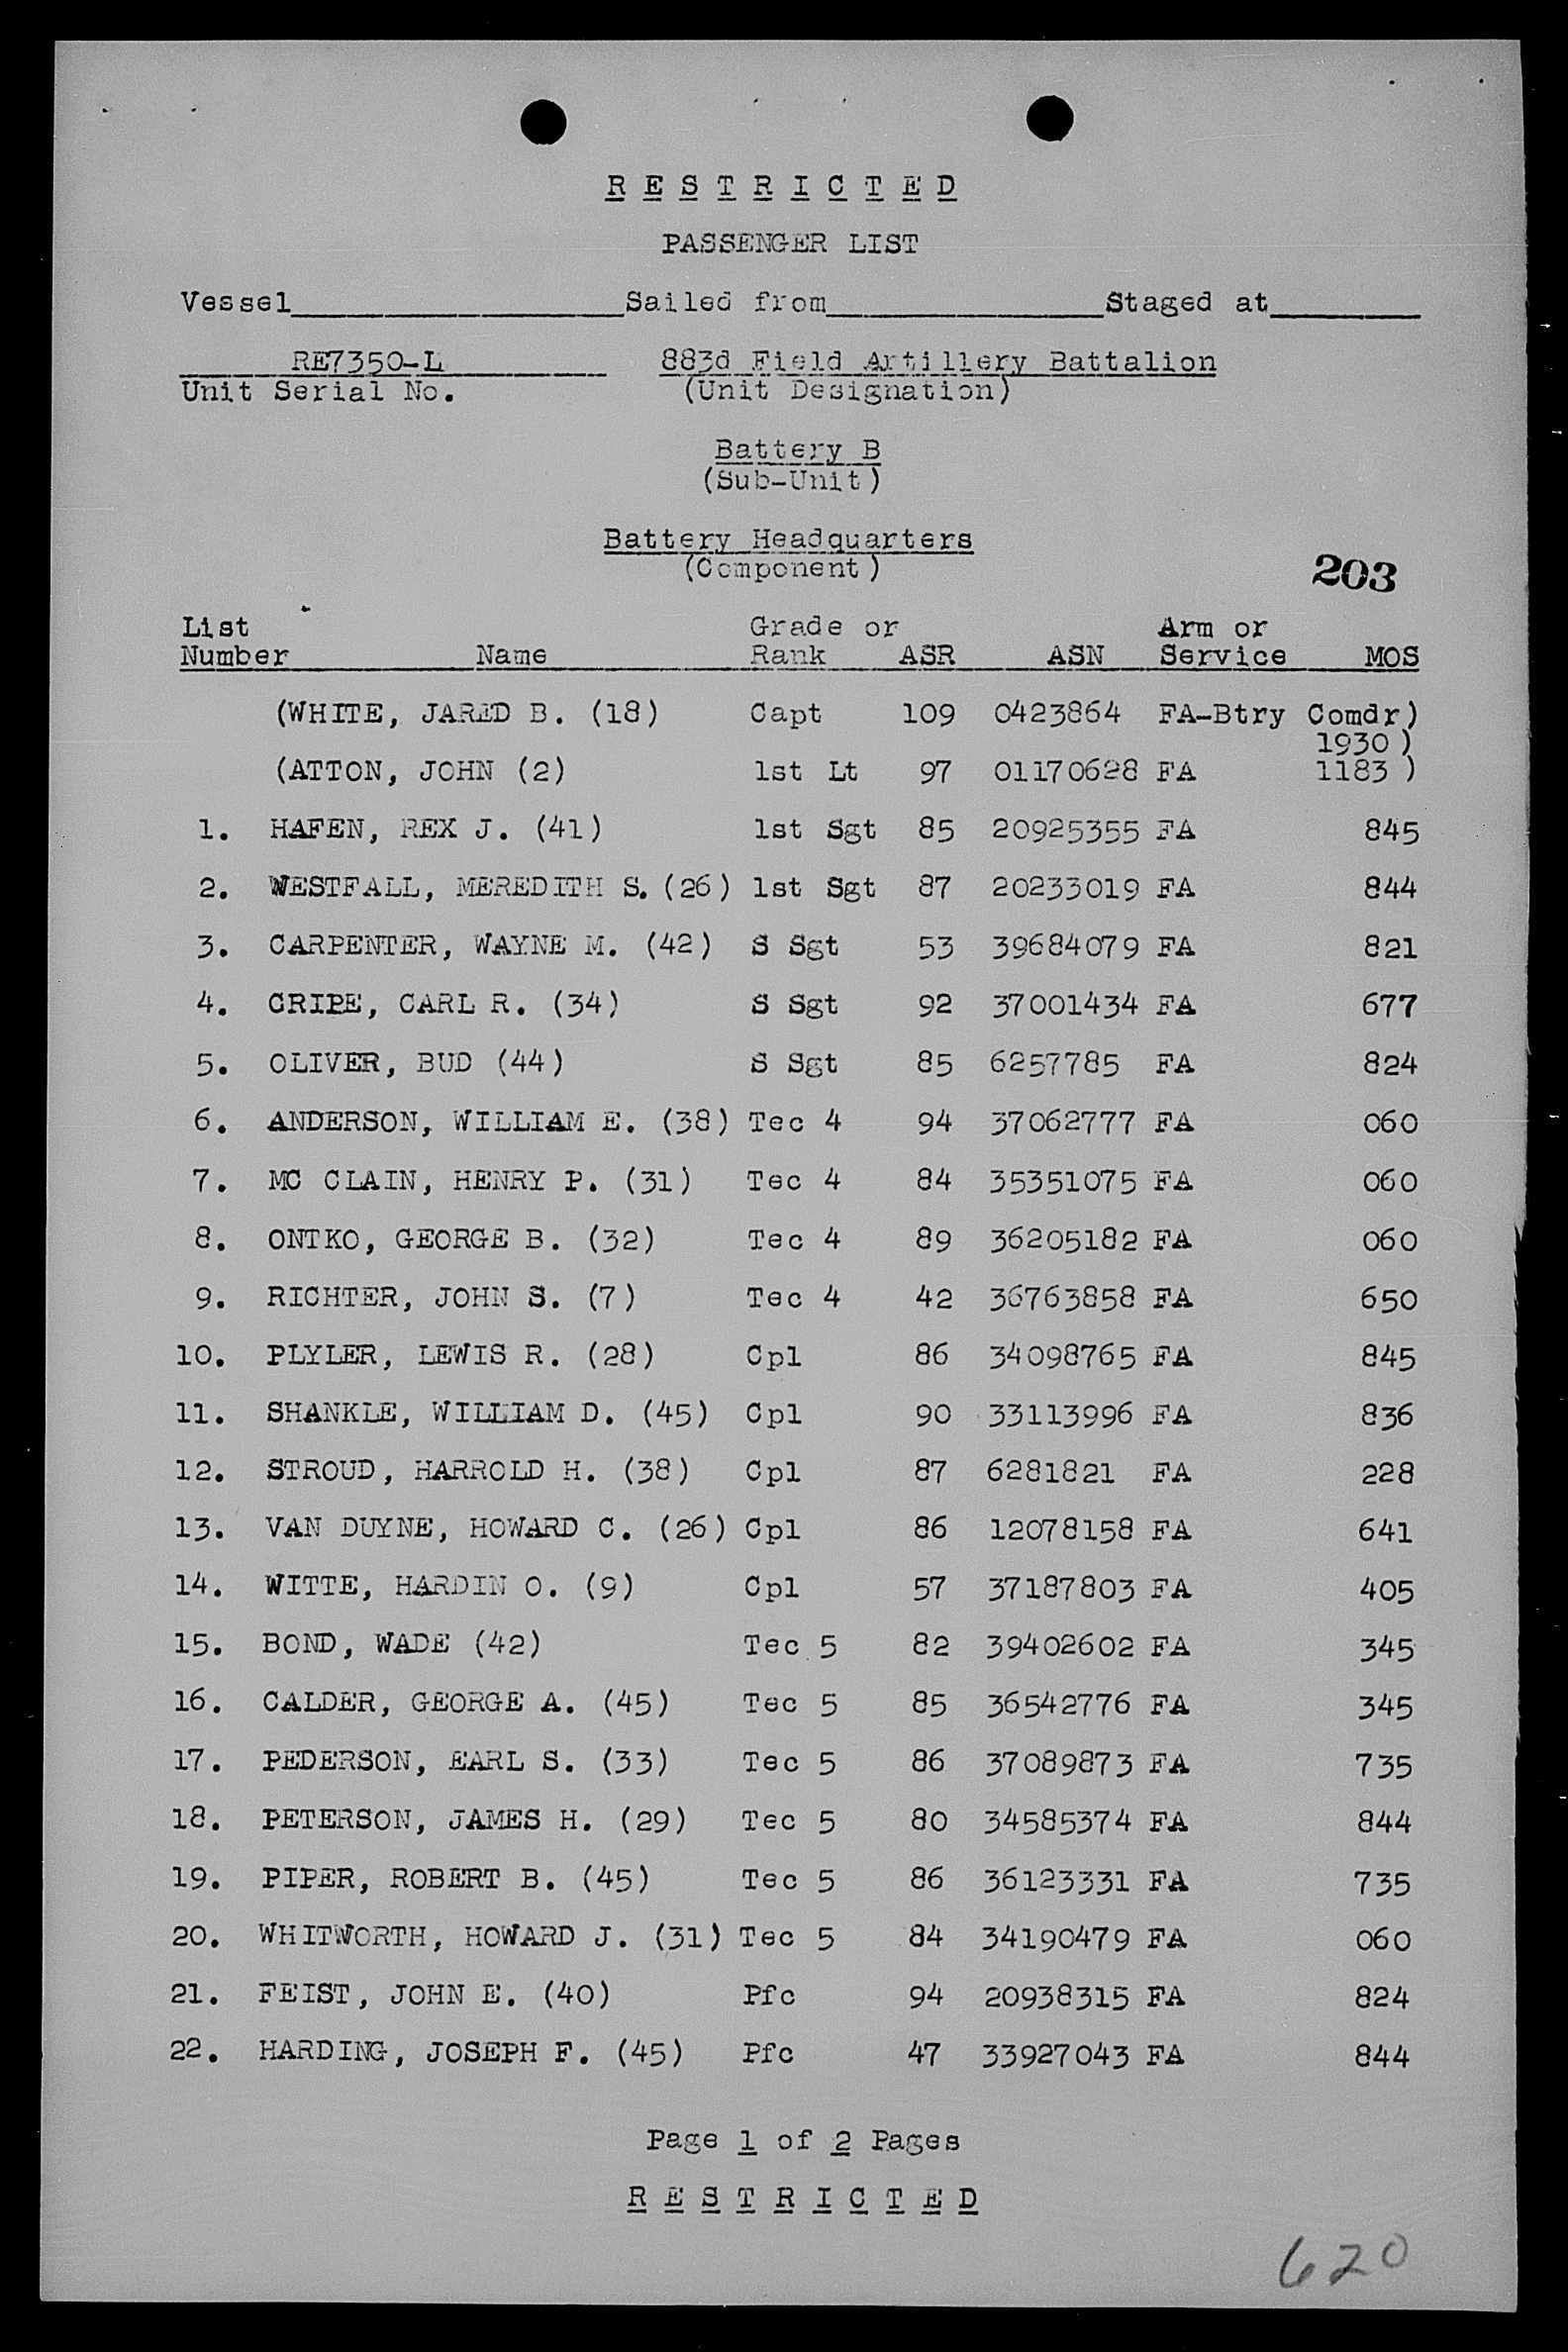 R E S T R I C T E D
PASSENGER LIST
Vessel__________________Sailed from_______________Staged at________
RE7350-L 883d Field Artillery Battalion
Unit Serial No. (Unit Designation)
Battery B
(Sub-Unit)
Battery Headquarters
(Component)
203
List Grade or Arm or
Number Name Rank ASR ASN Service MOS
(WHITE, JARED B. (18) Capt 109 0423864 FA-Btry Comdr)
1930 )
(ATTON, JOHN (2) 1st Lt 97 01170628 FA 1183 )
1. HAFEN, REX J. (41) 1st Sgt 85 20925355 FA 845
2. WESTFALL, MEREDITH S. (26) 1st Sgt 87 20233019 FA 844
3. CARPENTER, WAYNE M. (42) S Sgt 53 39684079 FA 821
4. CRIPE, CARL R. (34) S Sgt 92 37001434 FA 677
5. OLIVER, BUD (44) S Sgt 85 6257785 FA 824
6. ANDERSON, WILLIAM E. (38) Tec 4 94 37062777 FA 060
7. MC CLAIN, HENRY P. (31) Tec 4 84 35351075 FA 060
8. ONTKO, GEORGE B. (32) Tec 4 89 36205182 FA 060
9. RICHTER, JOHN S. (7) Tec 4 42 36763858 FA 650
10. PLYLER, LEWIS R. (28) Cpl 86 34098765 FA 845
11. SHANKLE, WILLIAM D. (45) Cpl 90 33113996 FA 836
12. STROUD, HARROLD H. (38) Cpl 87 6281821 FA 228
13. VAN DUYNE, HOWARD C. (26) Cpl 86 12078158 FA 641
14. WITTE, HARDIN O. (9) Cpl 57 37187803 FA 405
15. BOND, WADE (42) Tec 5 82 39402602 FA 345
16. CALDER, GEORGE A. (45) Tec 5 85 36542776 FA 345
17. PEDERSON, EARL S. (33) Tec 5 86 37089873 FA 735
18. PETERSON, JAMES H. (29) Tec 5 80 34585374 FA 844
19. PIPER, ROBERT B. (45) Tec 5 86 36123331 FA 735
20. WHITWORTH, HOWARD J. (31) Tec 5 84 34190479 FA 060
21. FEIST, JOHN E. (40) Pfc 94 20938315 FA 824
22. HARDING, JOSEPH F. (45) Pfc 47 33927043 FA 844
Page 1 of 2 Pages
R E S T R I C T E D
620